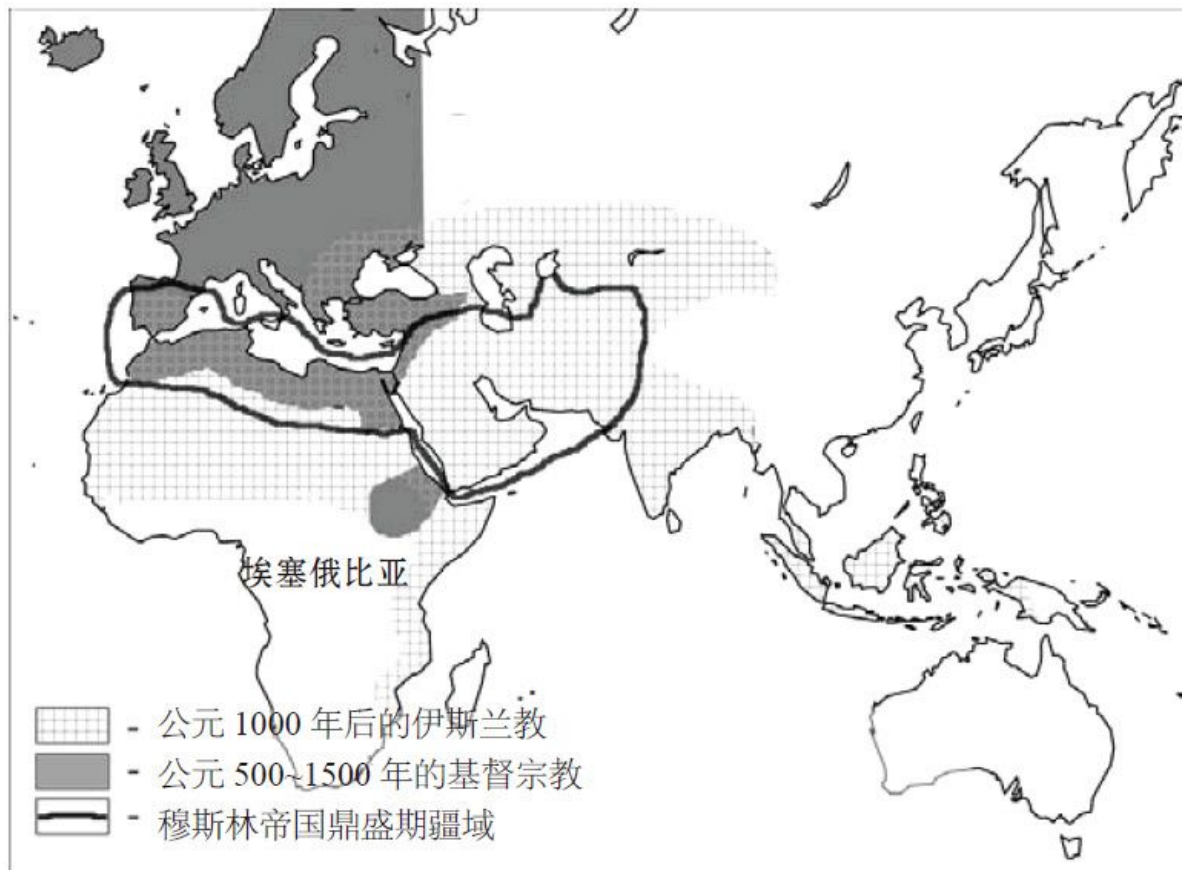 埃塞俄比亚
- 公元 1000 年后的伊斯兰教
- 公元 500~1500 年的基督宗教
- 穆斯林帝国鼎盛期疆域